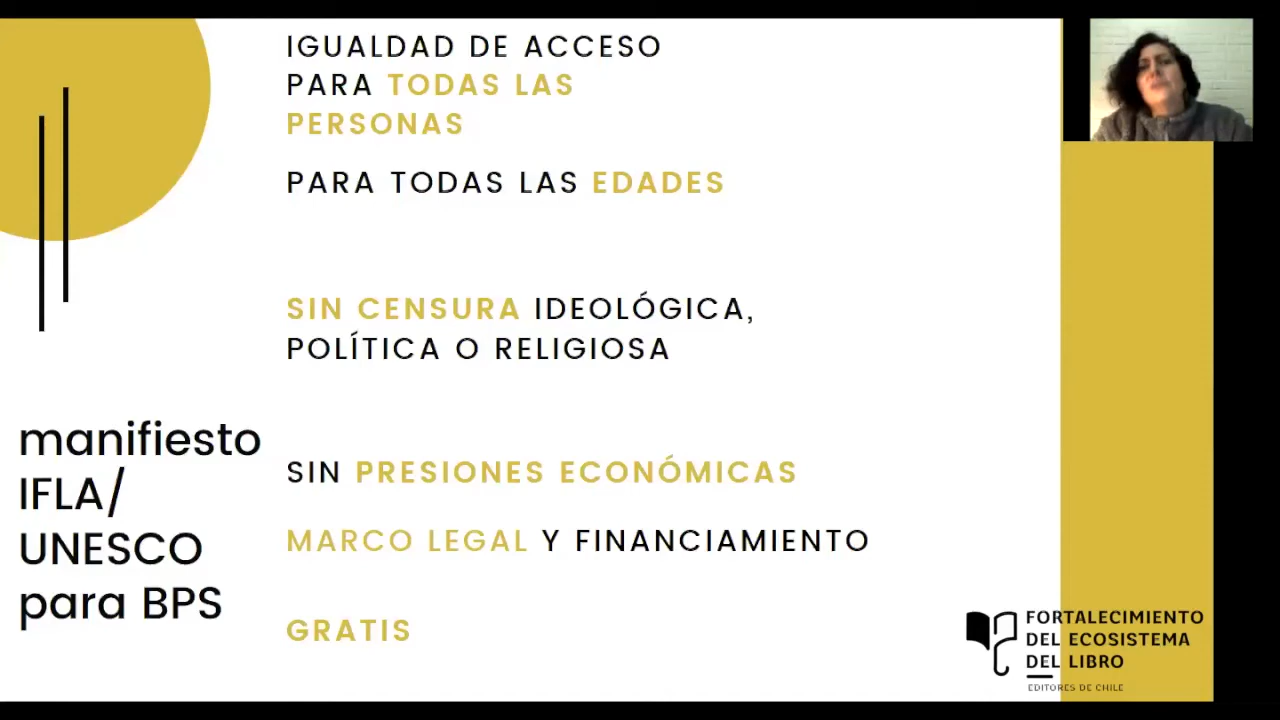 IGUALDAD DE ACCESO
PARA TODAS LAS
PERSONAS
PARA TODAS LAS EDADES
SIN CENSURA IDEOLÓGICA,
POLÍTICA O RELIGIOSA
manifiesto
IFLA/
UNESCO
para BPS
SIN PRESIONES ECONÓMICAS
MARCO LEGAL Y FINANCIAMIENTO
GRATIS
FORTALECIMIENTO
DEL ECOSISTEMA
DEL LIBRO
EDITORES DE CHILE